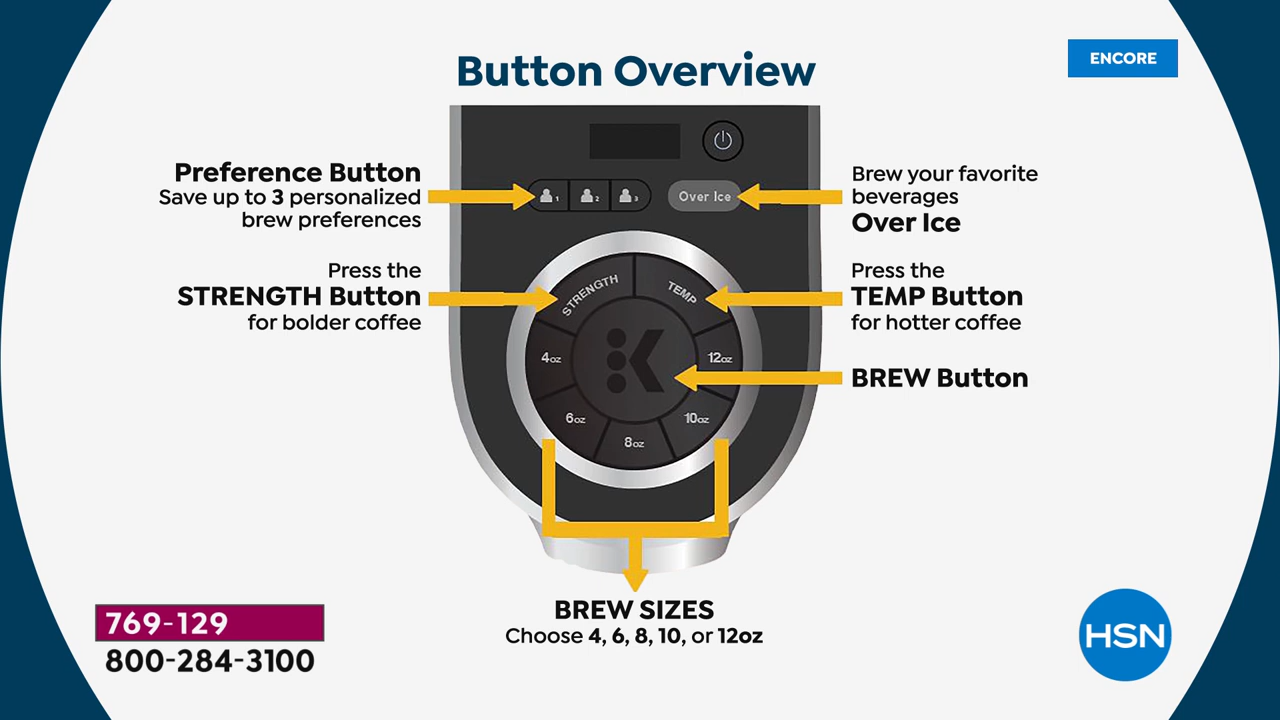 Button Overview
ENCORE
Preference Button
Save up to 3 personalized
brew preferences
1
2
3
Over Ice
Brew your favorite
beverages
Over Ice
Press the
STRENGTH Button
for bolder coffee
STRENGTH
TEMP
Press the
TEMP Button
for hotter coffee
4oz
K
12oz
BREW Button
6oz
8oz
10oz
BREW SIZES
Choose 4, 6, 8, 10, or 12oz
769-129
800-284-3100
HSN